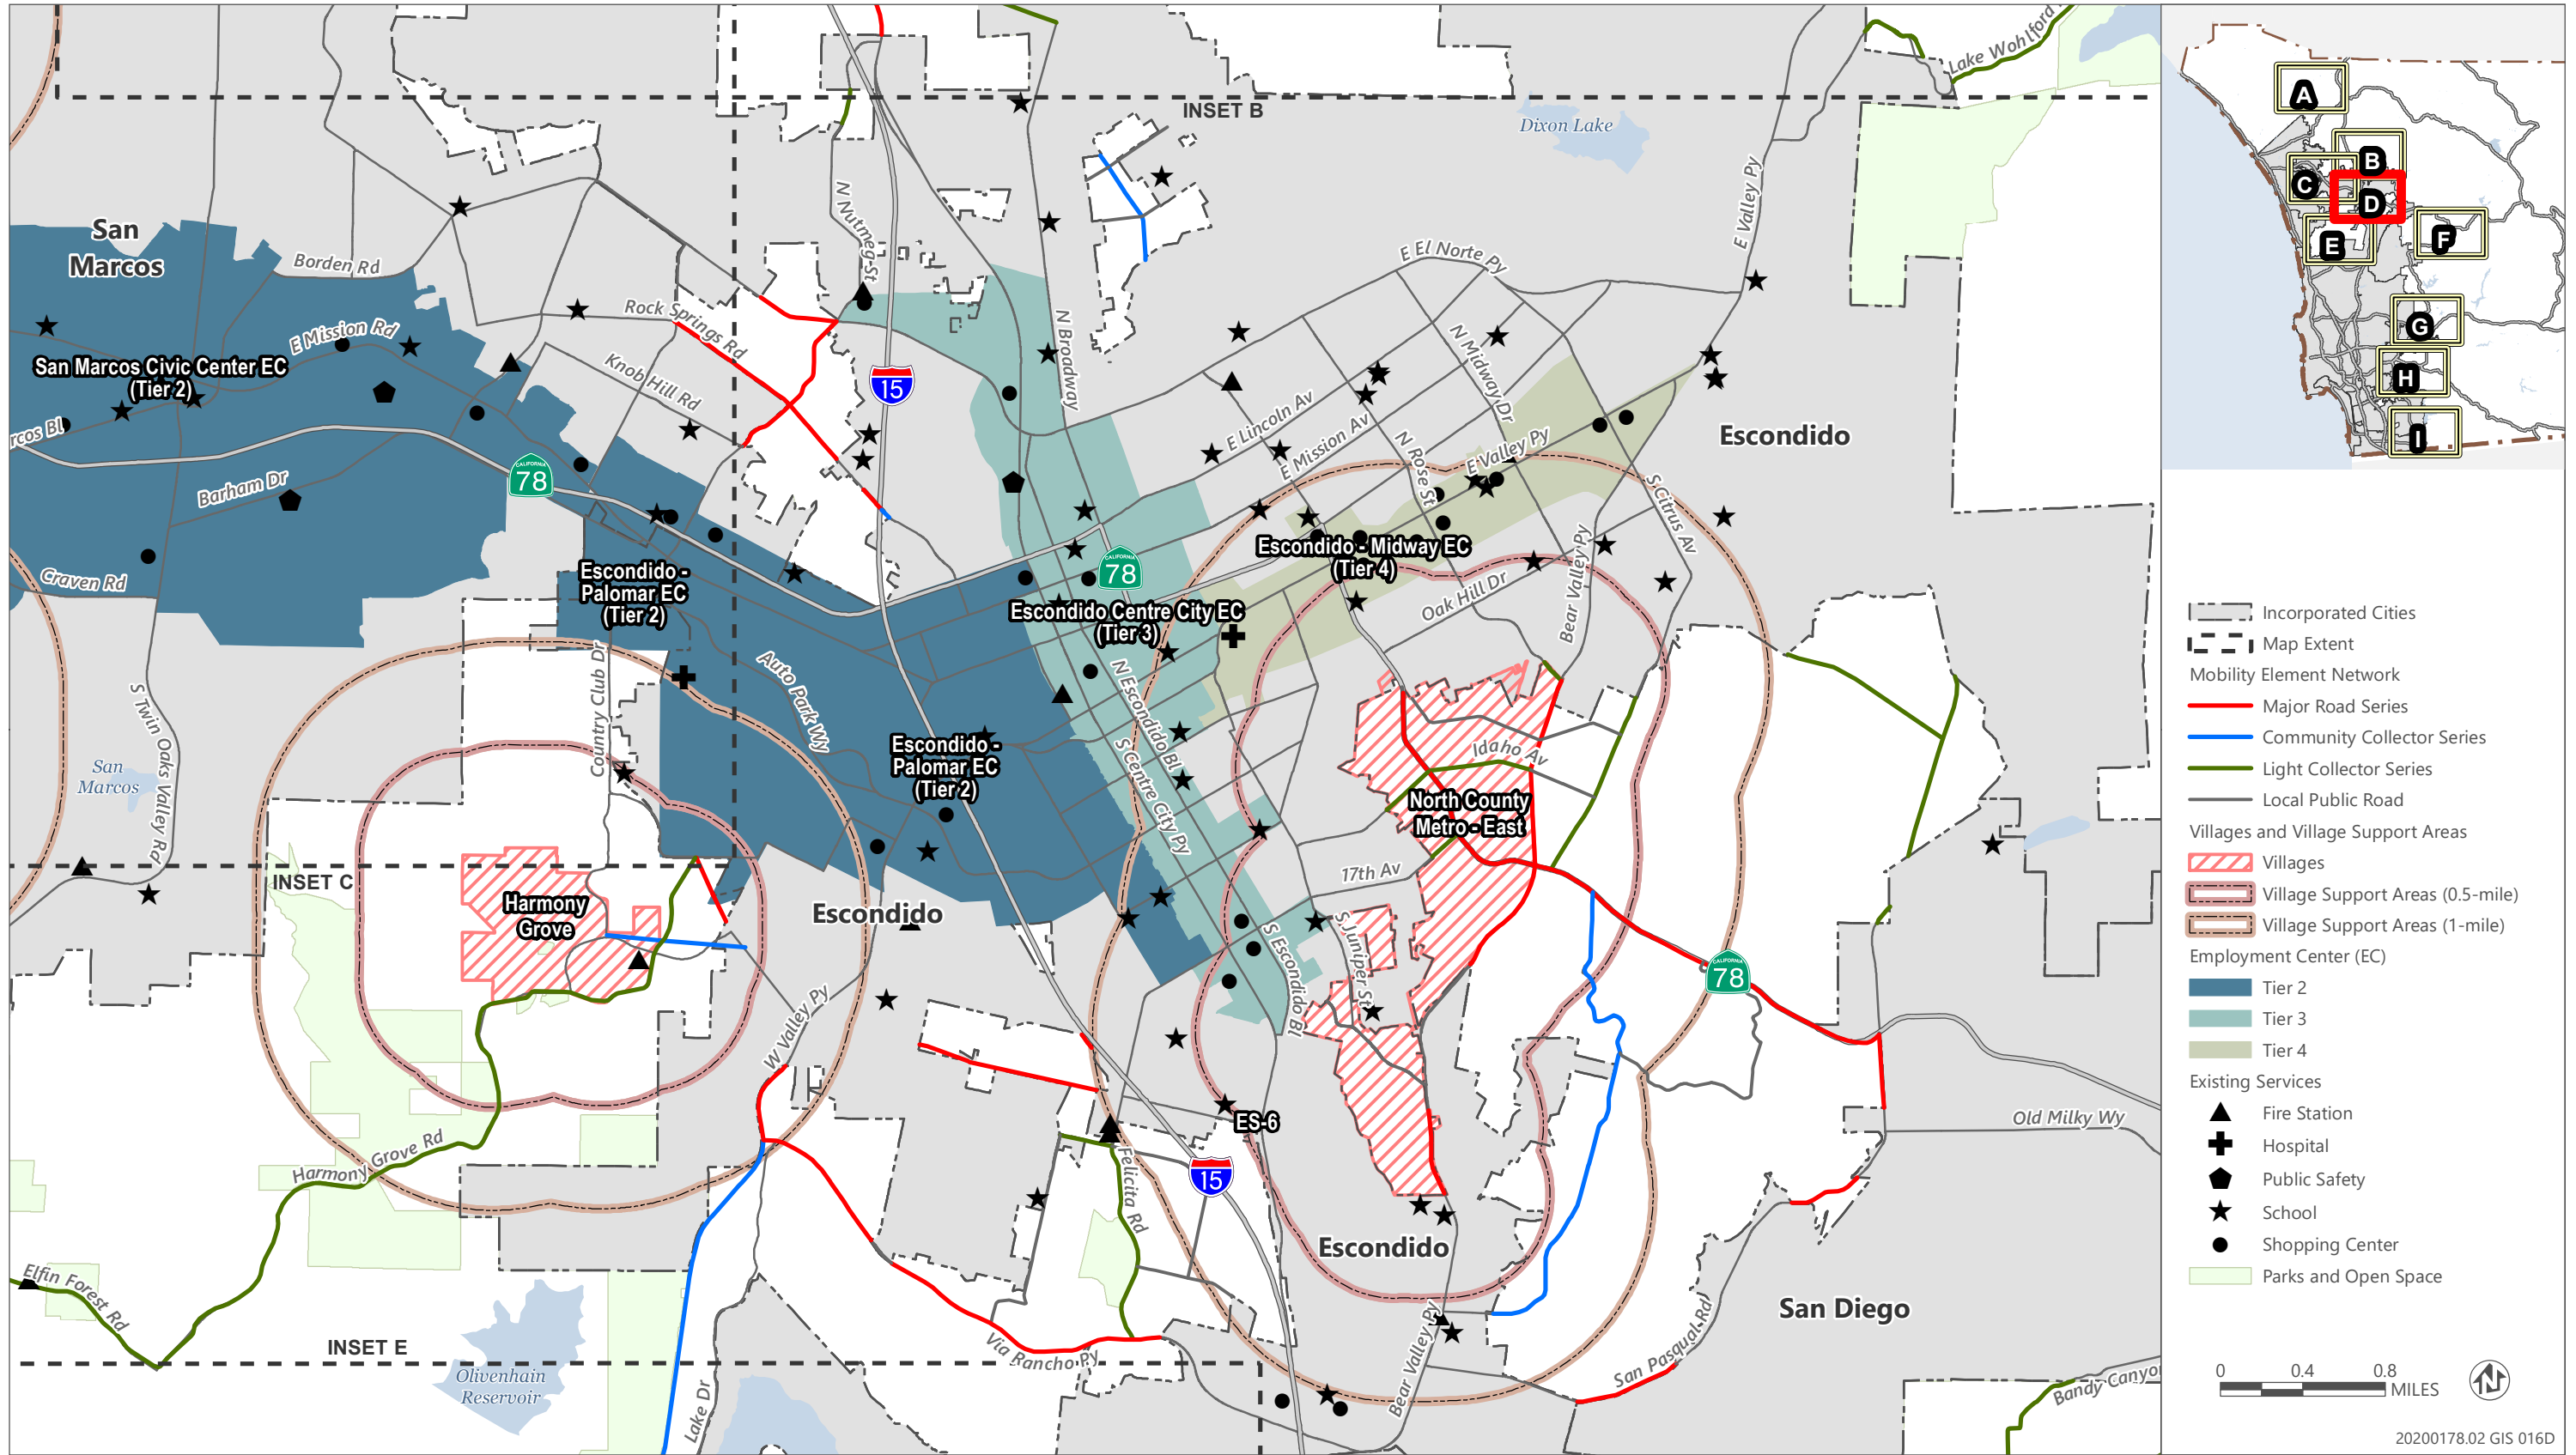 INSET B
Dixon Lake
Lake Wohlford
San
Marcos
Borden Rd
N Nutmeg St
E Valley Py
E El Norte Py
Rock Springs Rd
E Mission Rd
San Marcos Civic Center EC
(Tier 2)
Knob Hill Rd
15
N Broadway
N Midway Dr
E Lincoln Av
E Mission Av
N Rose St
E Valley Py
Escondido
rcos Bl
Barham Dr
CALIFORNIA
78
S Citrus Av
Craven Rd
Escondido -
Palomar EC
(Tier 2)
CALIFORNIA
78
Escondido - Midway EC
(Tier 4)
Oak Hill Dr
Bear Valley Py
Escondido Centre City EC
(Tier 3)
Country Club Dr
Auto Park Wy
N Escondido Bl
S Twin Oaks Valley Rd
San
Marcos
Escondido -
Palomar EC
(Tier 2)
S Centre City Py
Idaho Av
North County
Metro - East
INSET C
17th Av
Harmony
Grove
Escondido
S Juniper St
S Escondido Bl
CALIFORNIA
78
W Valley Py
ES-6
Old Milky Wy
Harmony Grove Rd
Felicita Rd
15
Escondido
San Diego
Elfin Forest Rd
INSET E
Olivenhain
Reservoir
Via Rancho Py
Lake Dr
Bear Valley Py
San Pasqual Rd
Bandy Canyo
A
B
C
D
E
F
G
H
I
Incorporated Cities
Map Extent
Mobility Element Network
Major Road Series
Community Collector Series
Light Collector Series
Local Public Road
Villages and Village Support Areas
Villages
Village Support Areas (0.5-mile)
Village Support Areas (1-mile)
Employment Center (EC)
Tier 2
Tier 3
Tier 4
Existing Services
Fire Station
Hospital
Public Safety
School
Shopping Center
Parks and Open Space
0 0.4 0.8
MILES
N
20200178.02 GIS 016D